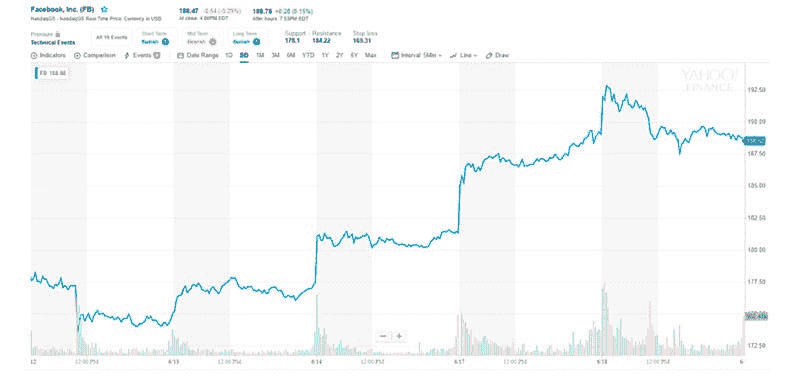 Facebook, Inc. (FB)
NasdaqGS - NasdaqGS Real Time Price. Currency in USD
188.47 -0.54 (-0.29%)
At close: 4:00PM EDT
188.75 +0.28 (0.15%)
After hours: 7:53PM EDT
Pressure
Technical Events
All 19 Events
Short Term
Bullish
Mid Term
Bearish
Long Term
Bullish
Support - Resistance
178.1 184.22
Stop loss
169.31
Indicators Comparison Events Date Range 1D 5D 1M 3M 6M YTD 1Y 2Y 5Y Max Interval 5Min Line Draw
YAHOO!
FINANCE
192.50
190.00
187.50
185.00
182.50
180.00
177.50
172.50
12 12:00 PM 6/13 12:00 PM 6/14 12:00 PM 6/17 12:00 PM 6/18 12:00 PM 6/